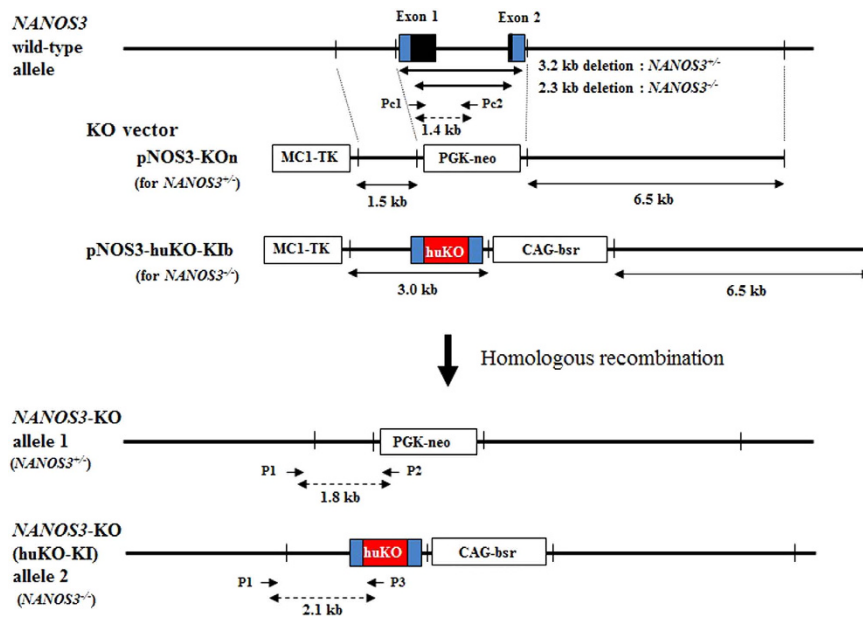 NANOS3
wild-type
allele
Exon 1
Exon 2
3.2 kb deletion : NANOS3+/-
2.3 kb deletion : NANOS3-/-
Pc1
Pc2
1.4 kb
KO vector
pNOS3-KOn
(for NANOS3+/-)
MC1-TK
PGK-neo
1.5 kb
6.5 kb
pNOS3-huKO-KIb
(for NANOS3-/-)
MC1-TK
huKO
CAG-bsr
3.0 kb
6.5 kb
Homologous recombination
NANOS3-KO
allele 1
(NANOS3+/-)
PGK-neo
P1
P2
1.8 kb
NANOS3-KO
(huKO-KI)
allele 2
(NANOS3-/-)
huKO
CAG-bsr
P1
P3
2.1 kb